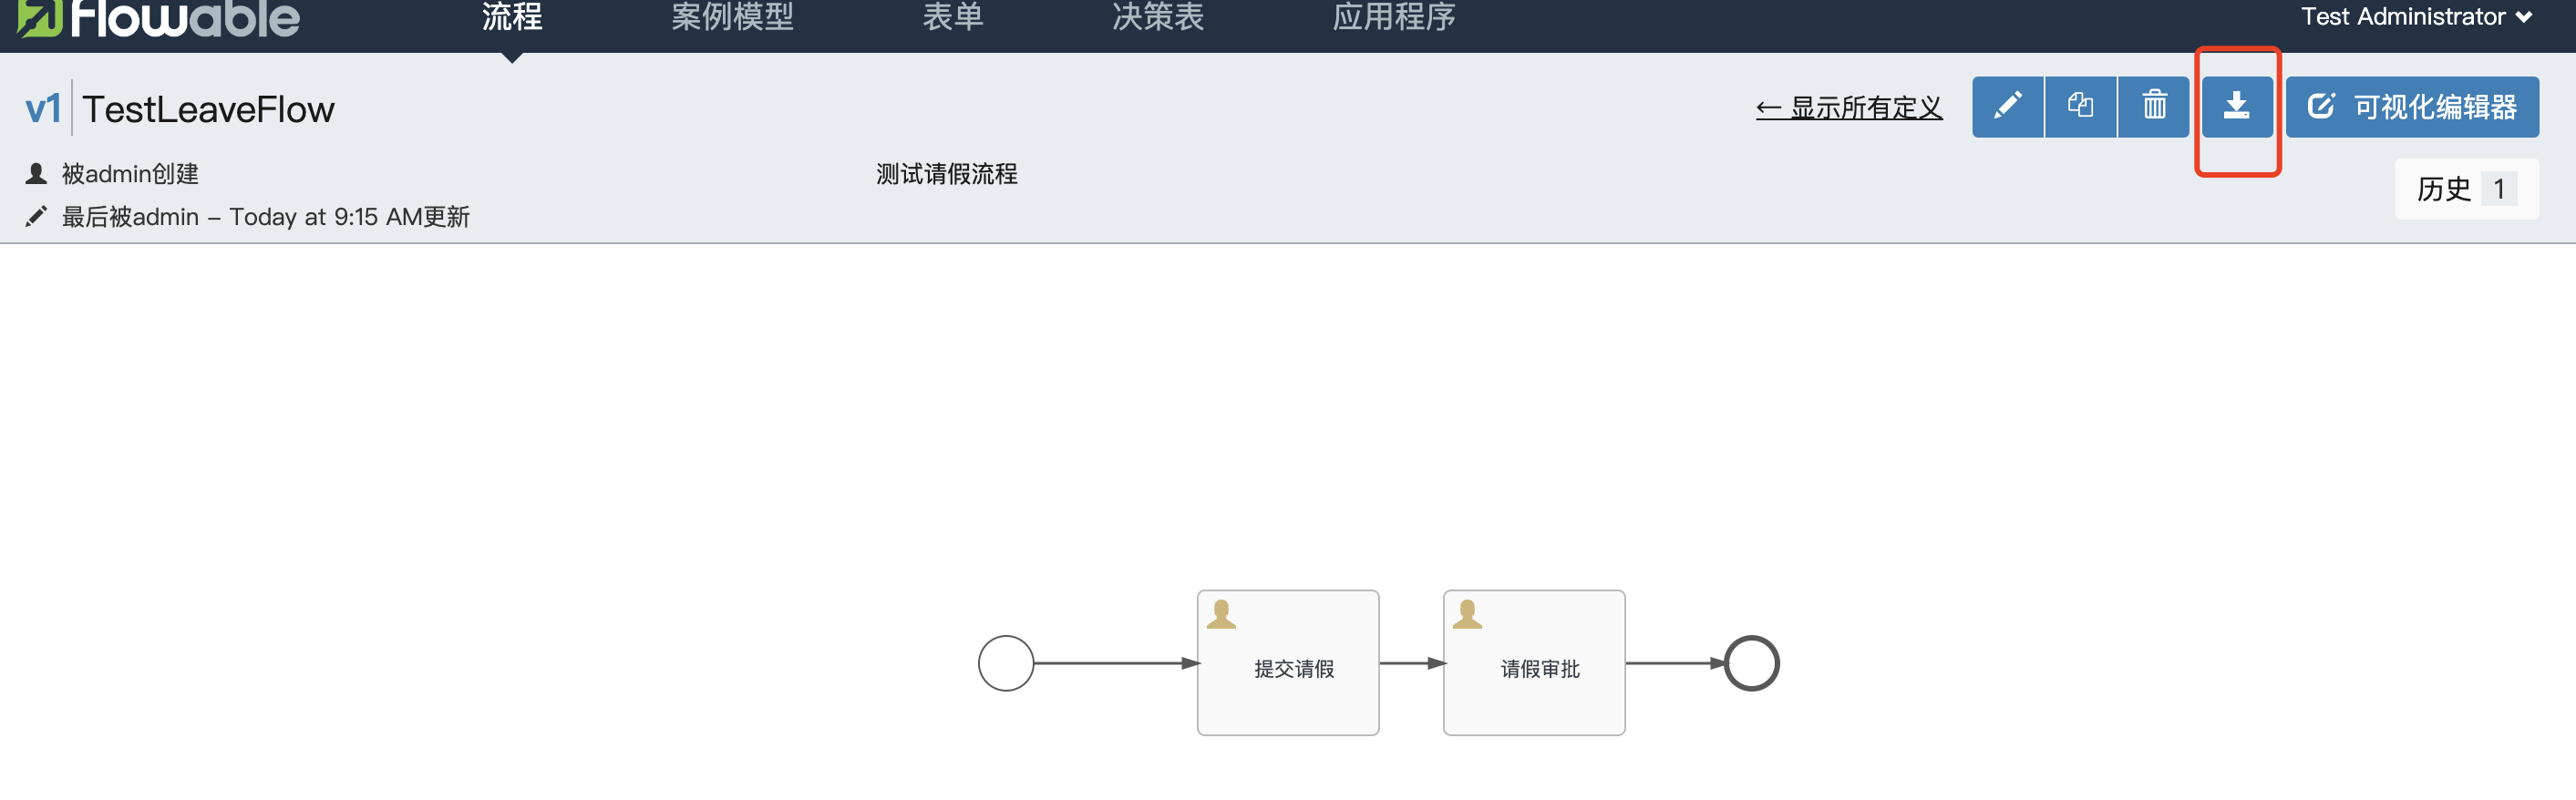 flowable
流程
案例模型
表单
决策表
应用程序
Test Administrator
v1 TestLeaveFlow
← 显示所有定义
可视化编辑器
被admin创建
测试请假流程
历史 1
最后被admin – Today at 9:15 AM更新
提交请假
请假审批